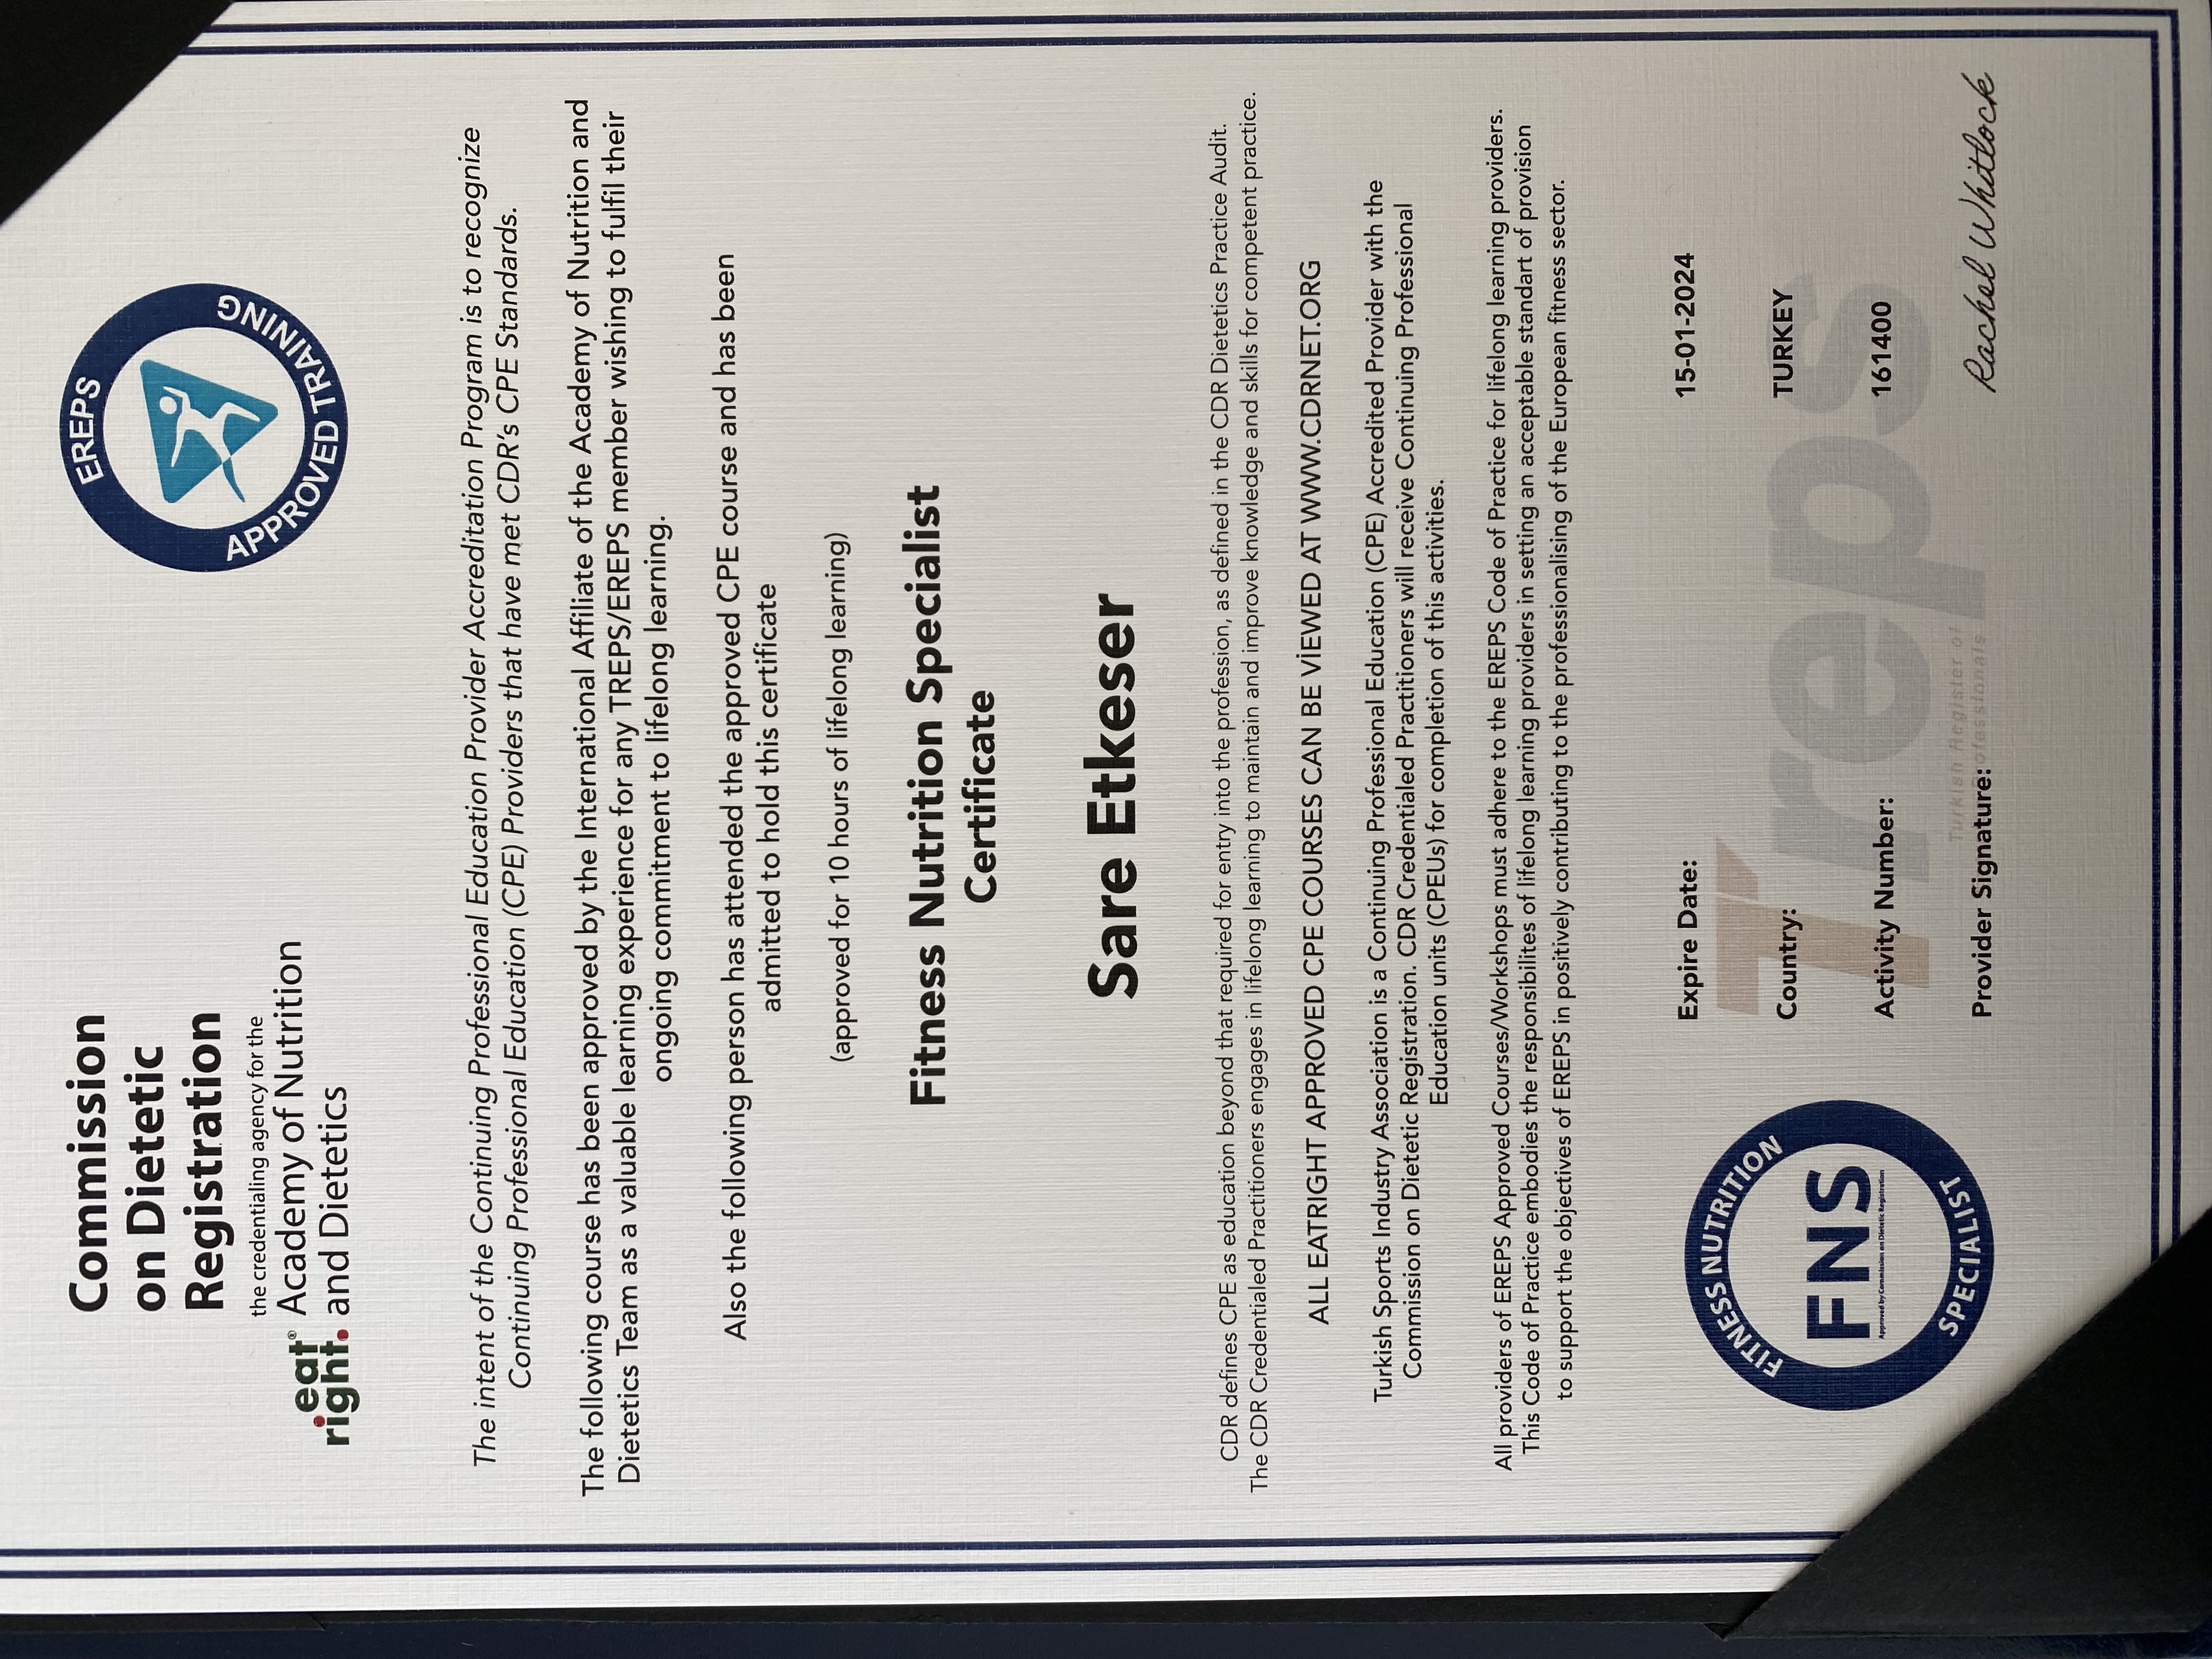 Commission
on Dietetic
Registration
the credentialing agency for the
eat® Academy of Nutrition
right. and Dietetics
EREPS
APPROVED TRAINING
The intent of the Continuing Professional Education Provider Accreditation Program is to recognize
Continuing Professional Education (CPE) Providers that have met CDR's CPE Standards.
The following course has been approved by the International Affiliate of the Academy of Nutrition and
Dietetics Team as a valuable learning experience for any TREPS/EREPS member wishing to fulfil their
ongoing commitment to lifelong learning.
Also the following person has attended the approved CPE course and has been
admitted to hold this certificate
(approved for 10 hours of lifelong learning)
Fitness Nutrition Specialist
Certificate
Sare Etkeser
CDR defines CPE as education beyond that required for entry into the profession, as defined in the CDR Dietetics Practice Audit.
The CDR Credentialed Practitioners engages in lifelong learning to maintain and improve knowledge and skills for competent practice.
ALL EATRIGHT APPROVED CPE COURSES CAN BE VİEWED AT WWW.CDRNET.ORG
Turkish Sports Industry Association is a Continuing Professional Education (CPE) Accredited Provider with the
Commission on Dietetic Registration. CDR Credentialed Practitioners will receive Continuing Professional
Education units (CPEUs) for completion of this activities.
All providers of EREPS Approved Courses/Workshops must adhere to the EREPS Code of Practice for lifelong learning providers.
This Code of Practice embodies the responsibilites of lifelong learning providers in setting an acceptable standart of provision
to support the objectives of EREPS in positively contributing to the professionalising of the European fitness sector.
FITNESS NUTRITION
FNS
Approved by Commission on Dietetic Registration
SPECIALIST
Expire Date: 15-01-2024
Country: TURKEY
Activity Number: 161400
Provider Signature: Rachel Whitlock
Treps
Turkish Register of
Professionals